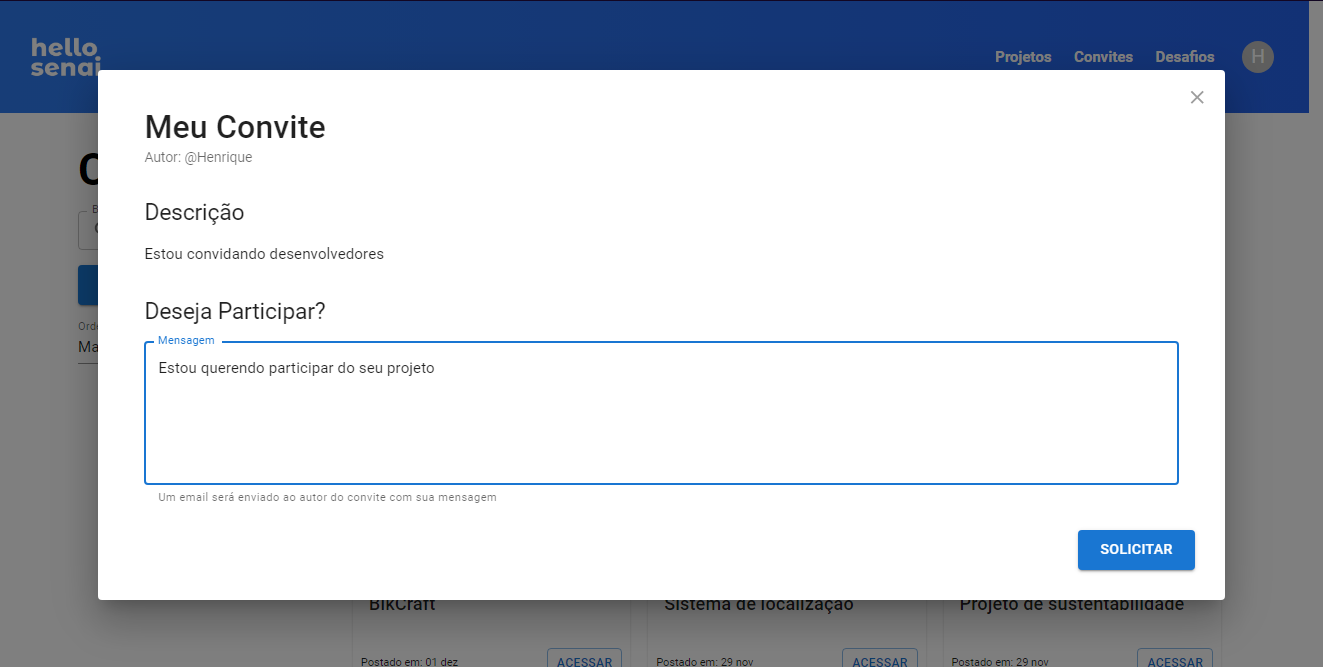 hello
senai
Projetos Convites Desafios H
Meu Convite
Autor: @Henrique
Descrição
Estou convidando desenvolvedores
Deseja Participar?
Mensagem
Estou querendo participar do seu projeto
Um email será enviado ao autor do convite com sua mensagem
SOLICITAR
BikCraft Sistema de localização Projeto de sustentabilidade
Postado em: 01 dez ACESSAR Postado em: 29 nov ACESSAR Postado em: 29 nov ACESSAR